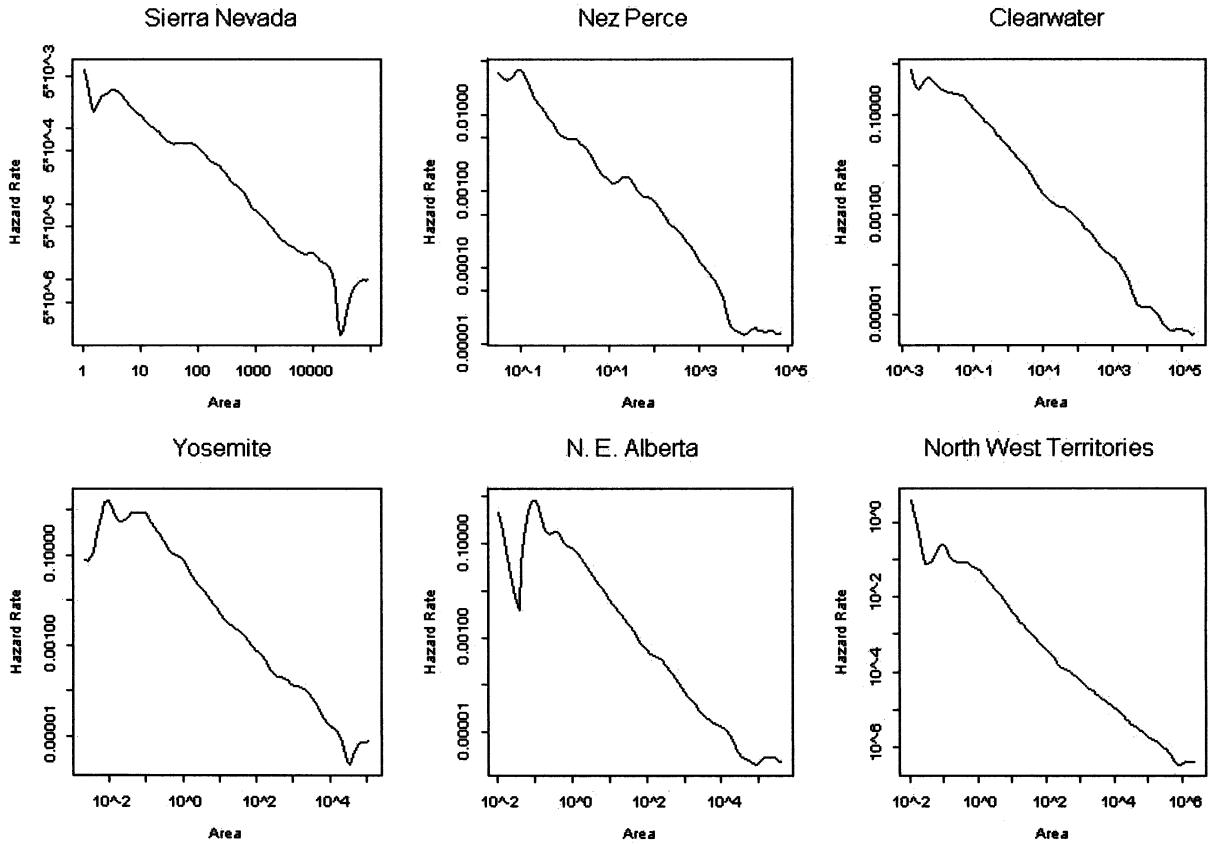 Sierra Nevada
Hazard Rate
5*10^-3
5*10^-4
5*10^-5
5*10^-6
1
10
100
1000
10000
Area
Nez Perce
Hazard Rate
0.01000
0.00100
0.00010
0.00001
10^-1
10^1
10^3
10^5
Area
Clearwater
Hazard Rate
0.10000
0.00100
0.00001
10^-3
10^-1
10^1
10^3
10^5
Area
Yosemite
Hazard Rate
0.10000
0.00100
0.00001
10^-2
10^0
10^2
10^4
Area
N. E. Alberta
Hazard Rate
0.10000
0.00100
0.00001
10^-2
10^0
10^2
10^4
Area
North West Territories
Hazard Rate
10^0
10^-2
10^-4
10^-6
10^-2
10^0
10^2
10^4
10^6
Area